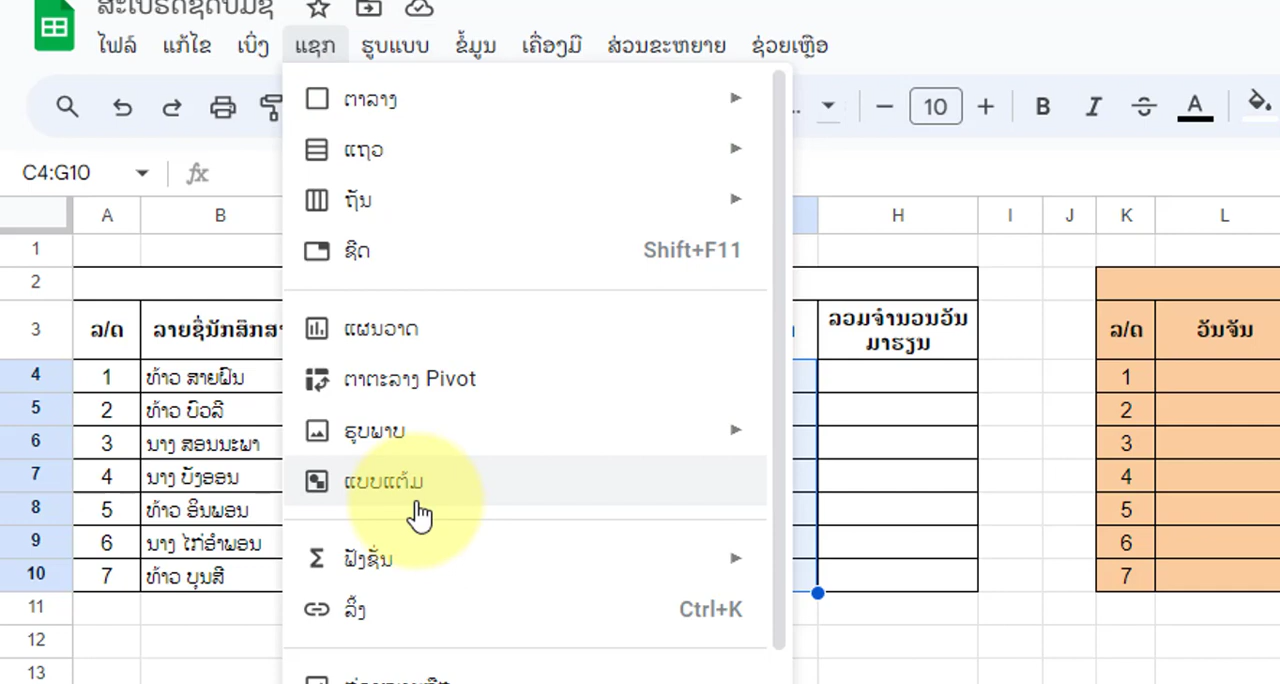 ສະເປຣດຊີດບໍ່ມີຊື່
ໄຟລ໌ ແກ້ໄຂ ເບິ່ງ ແຊກ ຮູບແບບ ຂໍ້ມູນ ເຄື່ອງມື ສ່ວນຂະຫຍາຍ ຊ່ວຍເຫຼືອ
10 B I A
C4:G10 fx
A B H I J K L
ຕາລາງ
ແຖວ
ຖັນ
ຊີດ Shift+F11
ແຜນວາດ
ຕາຕະລາງ Pivot
ຮູບພາບ
ແບບແຕ້ມ
ຟັງຊັ່ນ
ລິ້ງ Ctrl+K
1
2
3 ລ/ດ ລາຍຊື່ນັກສຶກສາ ລວມຈຳນວນວັນ ລ/ດ ວັນຈັນ
ມາຮຽນ
4 1 ທ້າວ ສາຍຝົນ 1
5 2 ທ້າວ ບົວລີ 2
6 3 ນາງ ສອນນະພາ 3
7 4 ນາງ ບັງອອນ 4
8 5 ທ້າວ ອິນພອນ 5
9 6 ນາງ ໄກ່ອຳພອນ 6
10 7 ທ້າວ ບຸນສີ 7
11
12
13